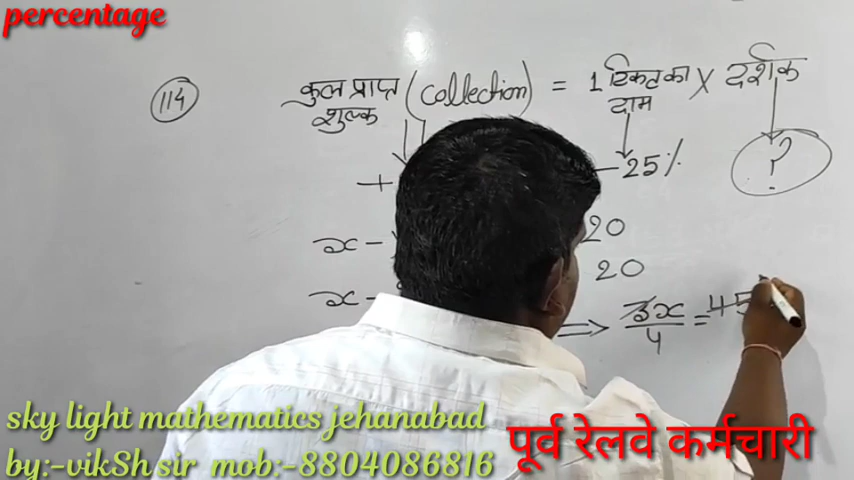 percentage
114
कुल प्राप्त (collection) = 1 टिकट का × दर्शक
शुल्क दाम
+ - 25% ?
x - 20
x - 20
⇒ 3x/4 = 45
sky light mathematics jehanabad
पूर्व रेलवे कर्मचारी
by:-vikSh sir mob:-8804086816